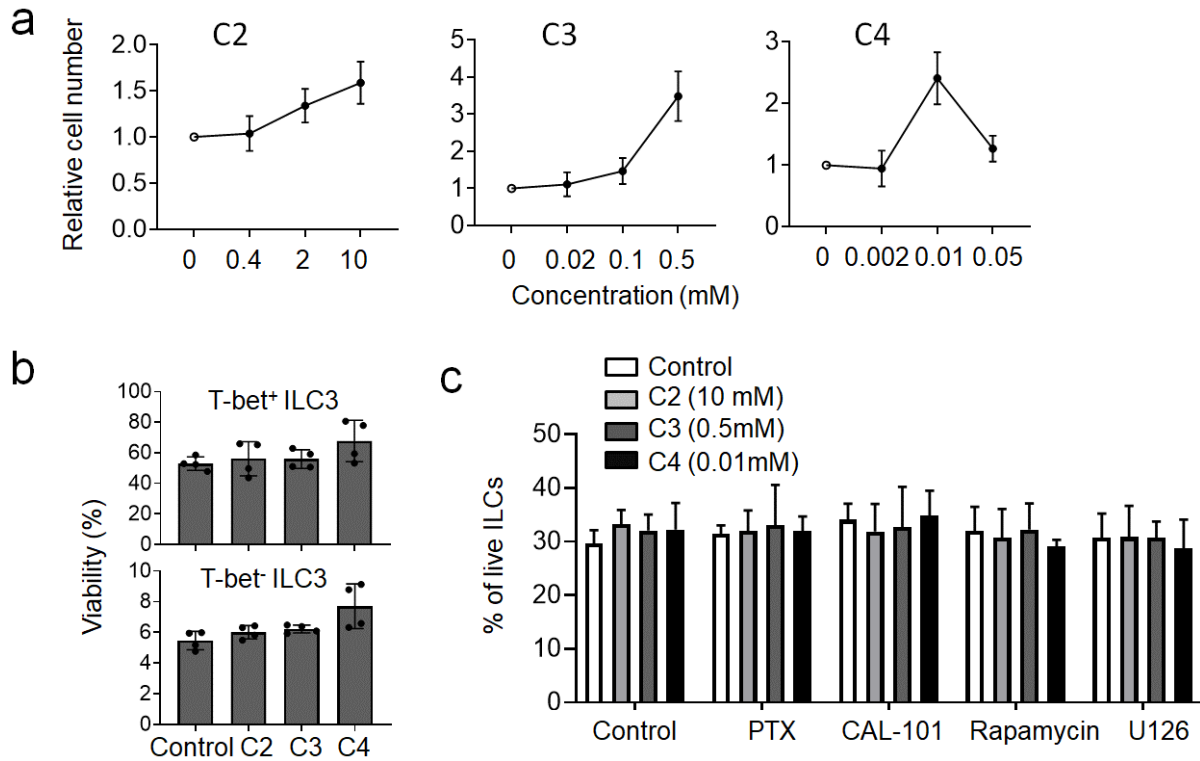 a
C2
C3
C4
Relative cell number
2.0
1.5
1.0
0.5
0.0
0
0.4
2
10
5
4
3
2
1
0
0
0.02
0.1
0.5
3
2
1
0
0
0.002
0.01
0.05
Concentration (mM)
b
Viability (%)
T-bet+ ILC3
100
80
60
40
20
0
T-bet- ILC3
10
8
6
4
2
0
Control C2 C3 C4
c
Control
C2 (10 mM)
C3 (0.5mM)
C4 (0.01mM)
% of live ILCs
50
40
30
20
10
0
Control PTX CAL-101 Rapamycin U126